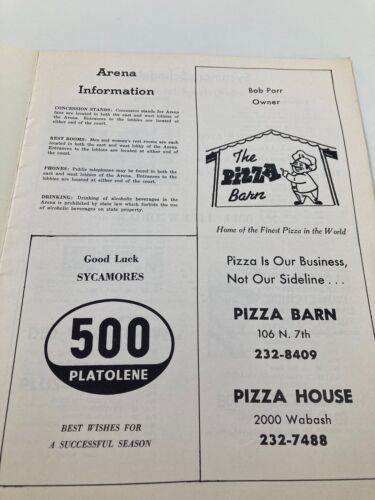 Arena
Information
CONCESSION STANDS: Concession stands for Arena
fans are located in both the east and west lobbies of
the Arena. Entrances to the lobbies are located at
either end of the court.
REST ROOMS: Men and women's rest rooms are each
located in both the east and west lobby of the Arena.
Entrances to the lobbies are located at either end of
the court.
PHONES: Public telephones may be found in both the
east and west lobbies of the Arena. Entrances to the
lobbies are located at either end of the court.
DRINKING: Drinking of alcoholic beverages in the
Arena is prohibited by state law which forbids the use
of alcoholic beverages on state property.
Good Luck
SYCAMORES
500
PLATOLENE
BEST WISHES FOR
A SUCCESSFUL SEASON
Bob Parr
Owner
The
PIZZA
Barn
Home of the Finest Pizza in the World
Pizza Is Our Business,
Not Our Sideline . . .
PIZZA BARN
106 N. 7th
232-8409
PIZZA HOUSE
2000 Wabash
232-7488